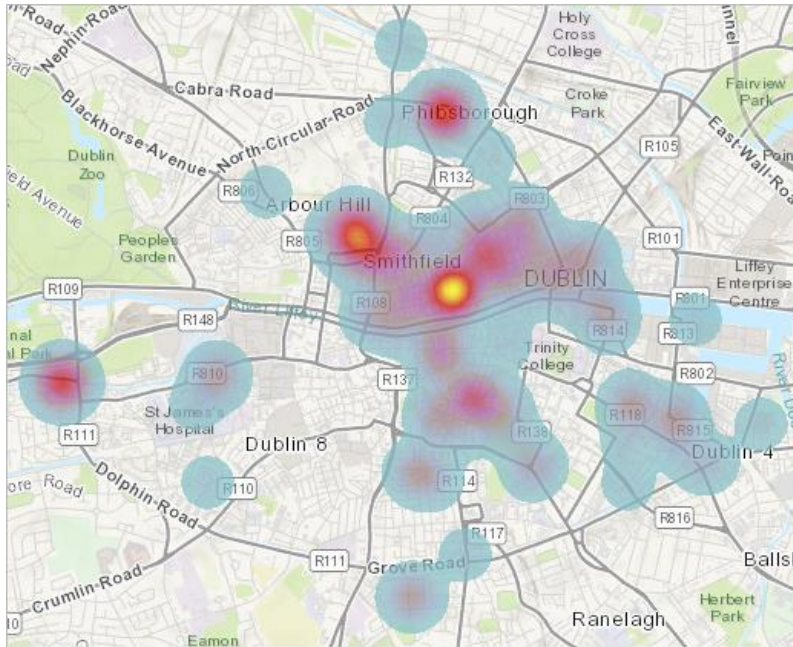 Nephin-Road
Holy
Cross
College
Cabra-Road
Phibsborough
Croke
Park
Fairview
Park
Blackhorse-Avenue
North-Circular-Road
East-Wall-Road
R105
Dublin
Zoo
R132
R806
Arbour Hill
R803
R804
R805
Peoples
Garden
R101
Smithfield
DUBLIN
Liffey
Enterprise
Centre
R109
R108
R801
River Liffey
R148
R814
R813
Trinity
College
R810
R137
R802
R118
St James's
Hospital
R111
R138
R815
Dublin 8
Dublin 4
R110
R114
Dolphin-Road
R816
R117
R111
Grove Road
Crumlin-Road
Herbert
Park
Ranelagh
Eamon